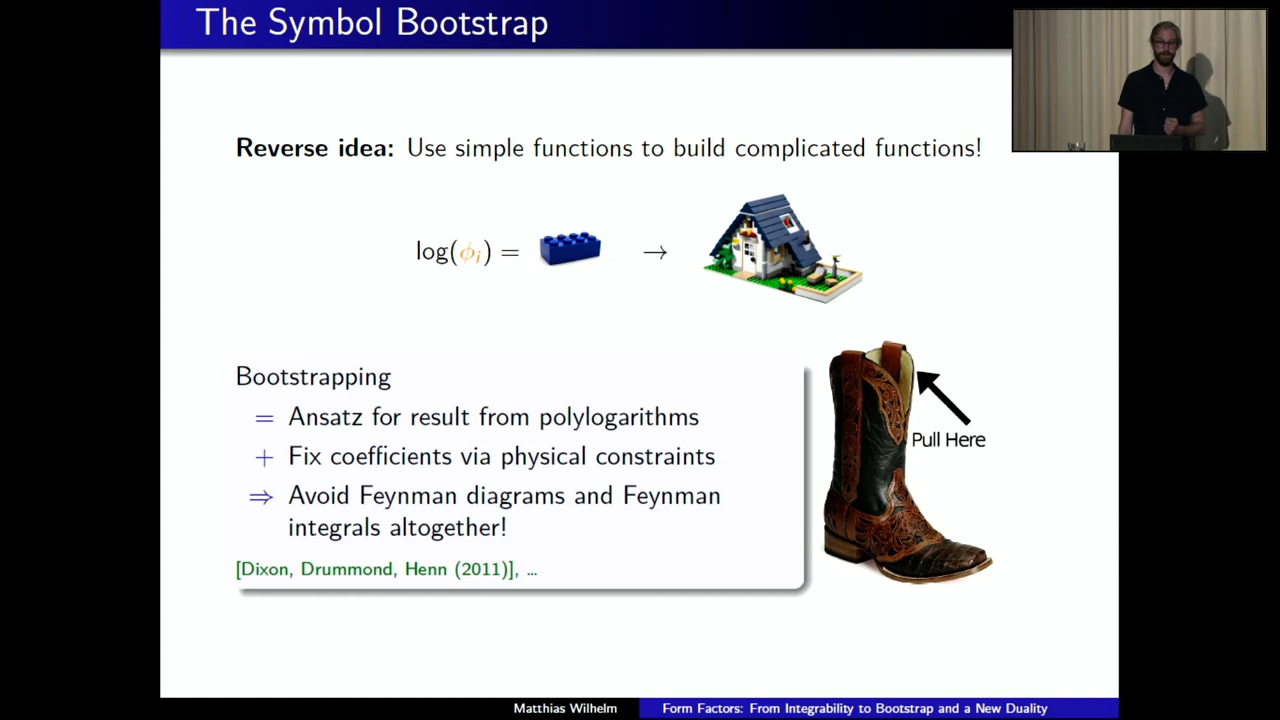 The Symbol Bootstrap
Reverse idea: Use simple functions to build complicated functions!
log(ϕᵢ) = →
Bootstrapping
= Ansatz for result from polylogarithms
+ Fix coefficients via physical constraints
⇒ Avoid Feynman diagrams and Feynman
integrals altogether!
[Dixon, Drummond, Henn (2011)], ...
Pull Here
Matthias Wilhelm Form Factors: From Integrability to Bootstrap and a New Duality